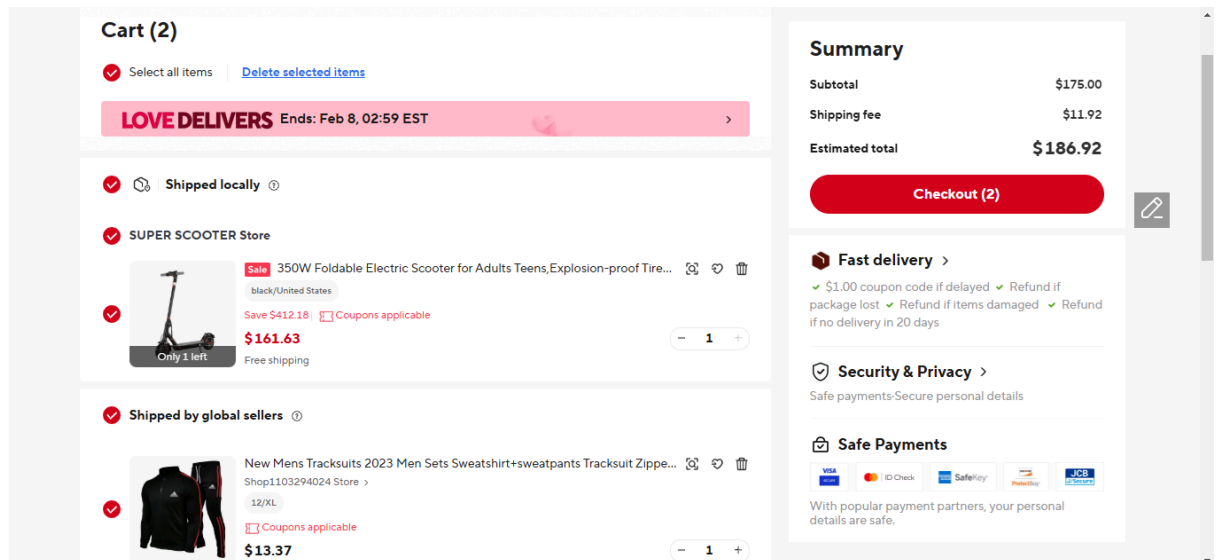 Cart (2)
Select all items
Delete selected items
LOVE DELIVERS Ends: Feb 8, 02:59 EST
Shipped locally
SUPER SCOOTER Store
Sale 350W Foldable Electric Scooter for Adults Teens,Explosion-proof Tire...
black/United States
Save $412.18 Coupons applicable
$161.63
- 1 +
Only 1 left
Free shipping
Shipped by global sellers
New Mens Tracksuits 2023 Men Sets Sweatshirt+sweatpants Tracksuit Zippe...
Shop1103294024 Store >
12/XL
Coupons applicable
$13.37
- 1 +
Summary
Subtotal $175.00
Shipping fee $11.92
Estimated total $186.92
Checkout (2)
Fast delivery >
$1.00 coupon code if delayed Refund if
package lost Refund if items damaged Refund
if no delivery in 20 days
Security & Privacy >
Safe payments·Secure personal details
Safe Payments
VISA SECURE ID Check SafeKey ProtectBuy JCB J/Secure
With popular payment partners, your personal
details are safe.